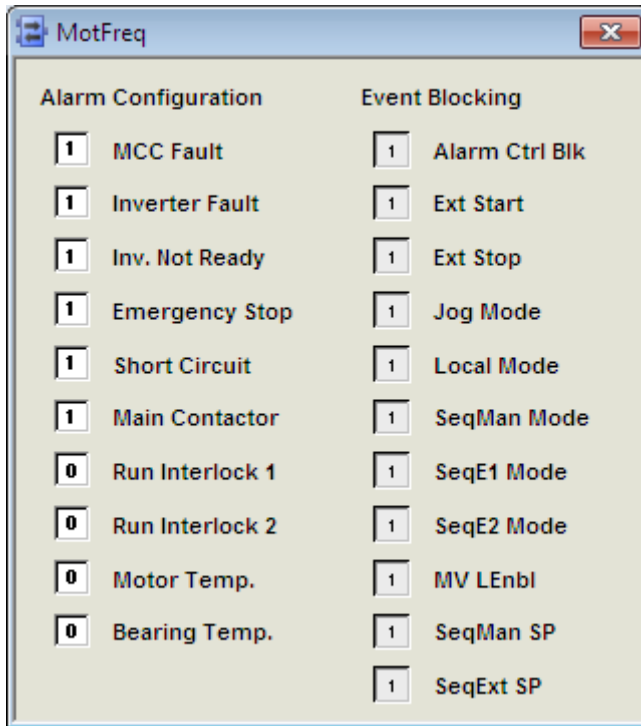 MotFreq
Alarm Configuration Event Blocking
1 MCC Fault 1 Alarm Ctrl Blk
1 Inverter Fault 1 Ext Start
1 Inv. Not Ready 1 Ext Stop
1 Emergency Stop 1 Jog Mode
1 Short Circuit 1 Local Mode
1 Main Contactor 1 SeqMan Mode
0 Run Interlock 1 1 SeqE1 Mode
0 Run Interlock 2 1 SeqE2 Mode
0 Motor Temp. 1 MV LEnbl
0 Bearing Temp. 1 SeqMan SP
1 SeqExt SP